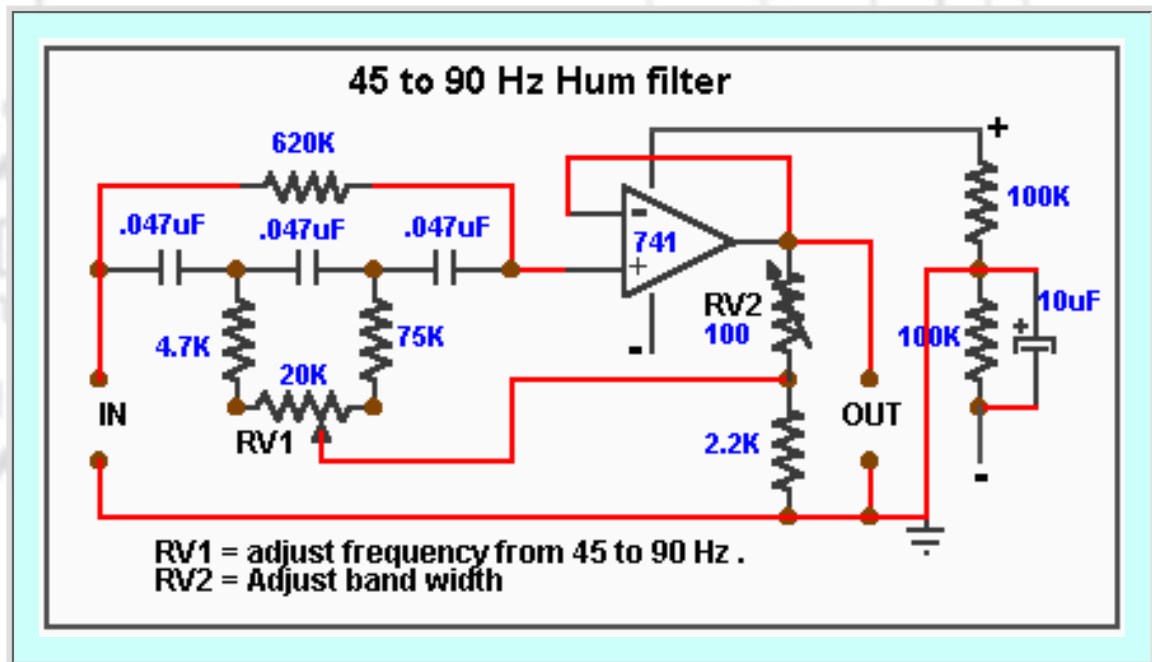 45 to 90 Hz Hum filter
620K
+
.047uF
.047uF
.047uF
100K
-
741
+
RV2
100
10uF
+
4.7K
75K
100K
-
20K
IN
RV1
OUT
2.2K
-
RV1 = adjust frequency from 45 to 90 Hz .
RV2 = Adjust band width